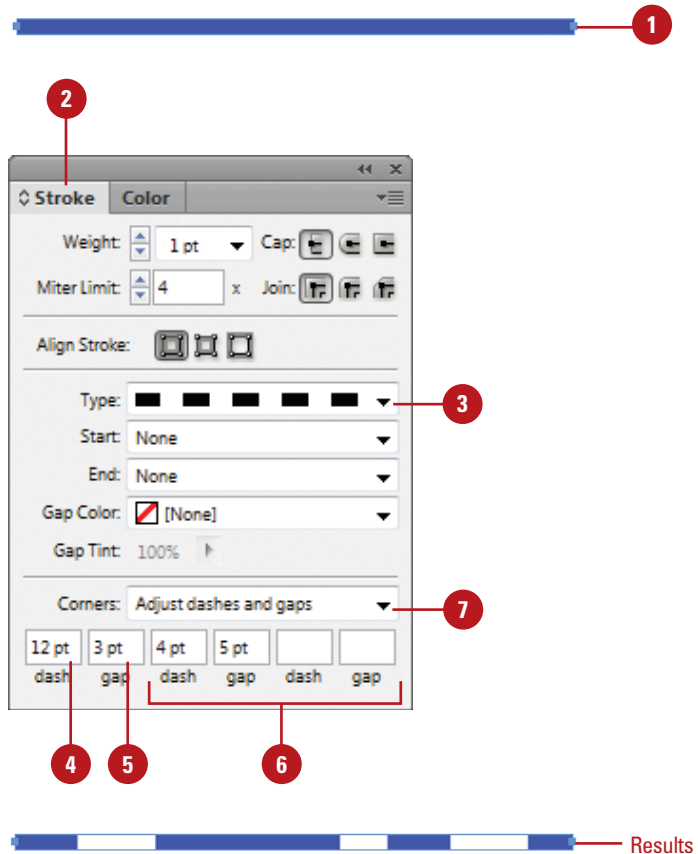 1
2
Stroke Color
Weight: 1 pt Cap:
Miter Limit: 4 x Join:
Align Stroke:
Type: 3
Start: None
End: None
Gap Color: [None]
Gap Tint: 100%
Corners: Adjust dashes and gaps 7
12 pt 3 pt 4 pt 5 pt
dash gap dash gap dash gap
4 5 6
Results